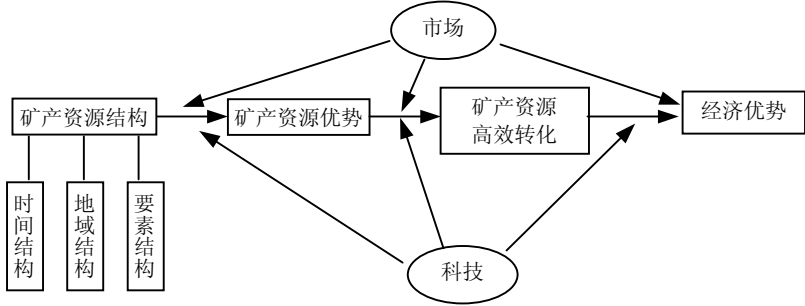 市场
矿产资源结构
矿产资源优势
矿产资源
高效转化
经济优势
时间结构
地域结构
要素结构
科技